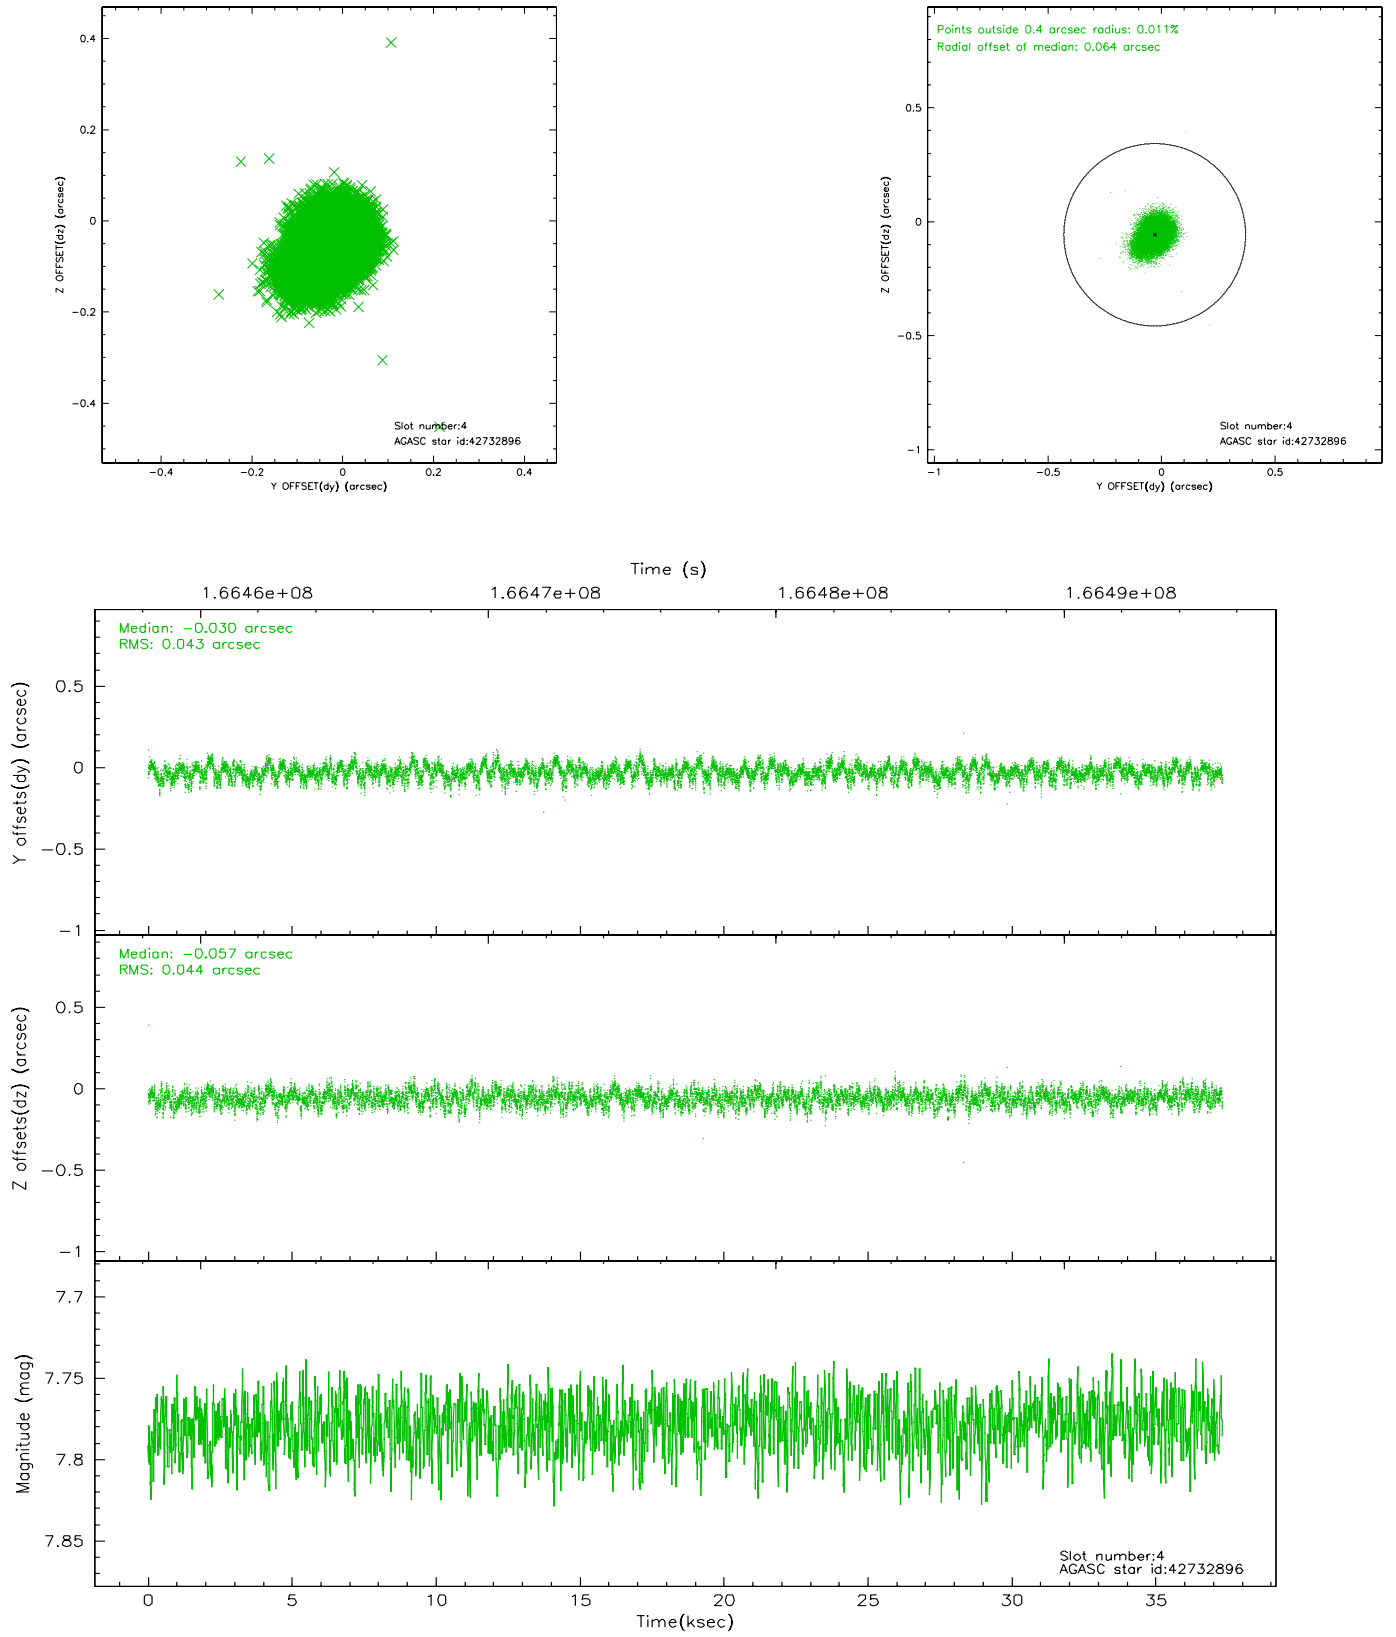 0.4
0.2
0
−0.2
−0.4
Z OFFSET(dz) (arcsec)
−0.4 −0.2 0 0.2 0.4
Y OFFSET(dy) (arcsec)
Slot number:4
AGASC star id:42732896
Points outside 0.4 arcsec radius: 0.011%
Radial offset of median: 0.064 arcsec
0.5
0
−0.5
−1
Z OFFSET(dz) (arcsec)
−1 −0.5 0 0.5
Y OFFSET(dy) (arcsec)
Slot number:4
AGASC star id:42732896
Time (s)
1.6646e+08 1.6647e+08 1.6648e+08 1.6649e+08
Median: −0.030 arcsec
RMS: 0.043 arcsec
0.5
0
−0.5
−1
Y offsets(dy) (arcsec)
Median: −0.057 arcsec
RMS: 0.044 arcsec
0.5
0
−0.5
−1
Z offsets(dz) (arcsec)
7.7
7.75
7.8
7.85
Magnitude (mag)
Slot number:4
AGASC star id:42732896
0 5 10 15 20 25 30 35
Time(ksec)